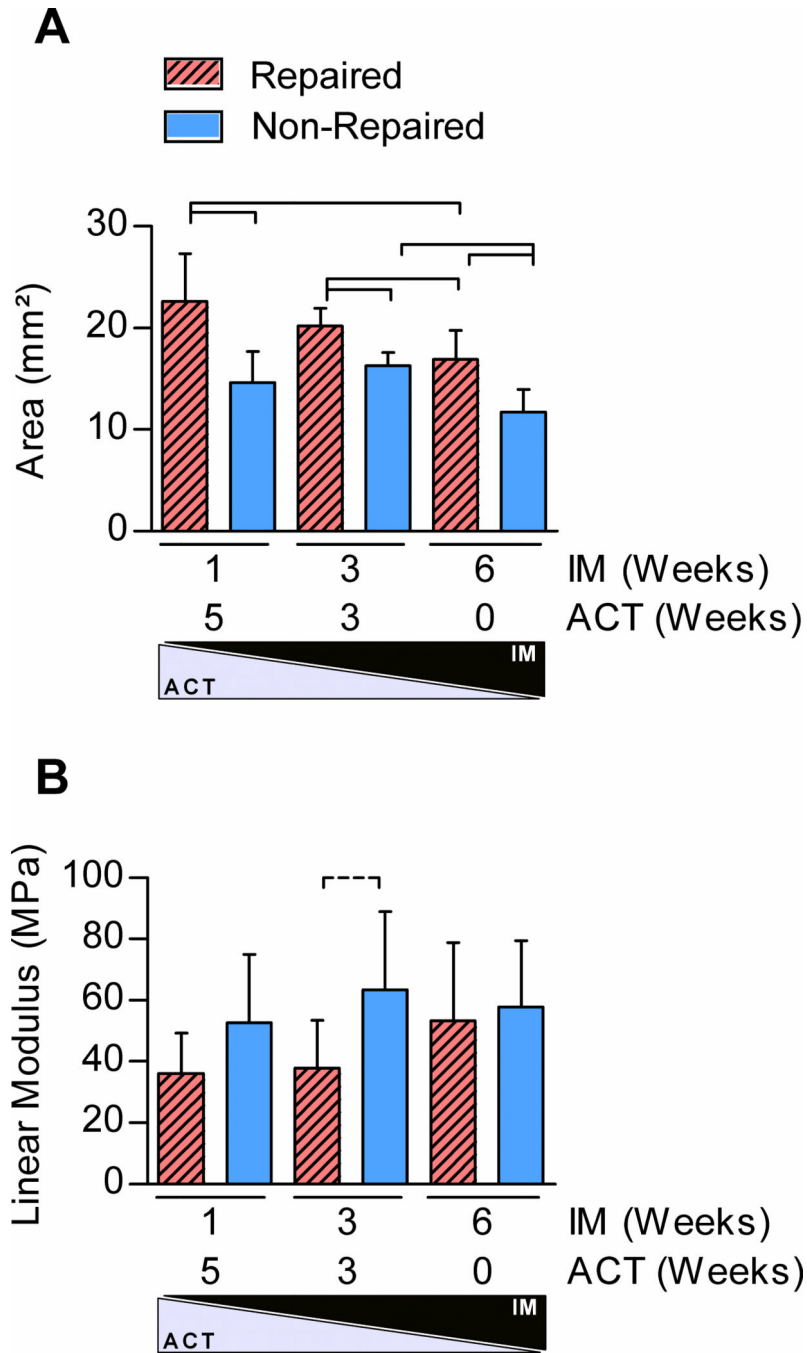 A
Repaired
Non-Repaired
30
20
10
0
Area (mm²)
1 3 6 IM (Weeks)
5 3 0 ACT (Weeks)
IM
ACT
B
100
80
60
40
20
0
Linear Modulus (MPa)
1 3 6 IM (Weeks)
5 3 0 ACT (Weeks)
IM
ACT